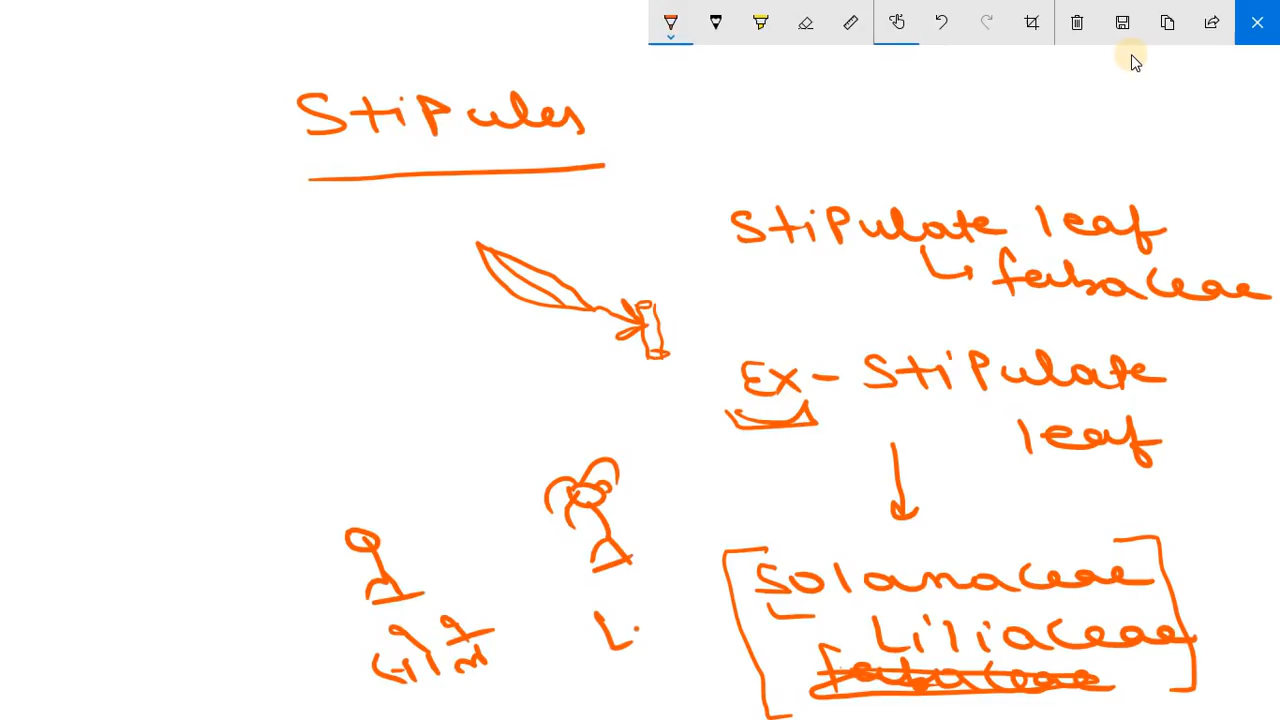 Stipules
Stipulate leaf
fabaceae
Ex- Stipulate
leaf
Solanaceae
Liliaceae
fabaceae